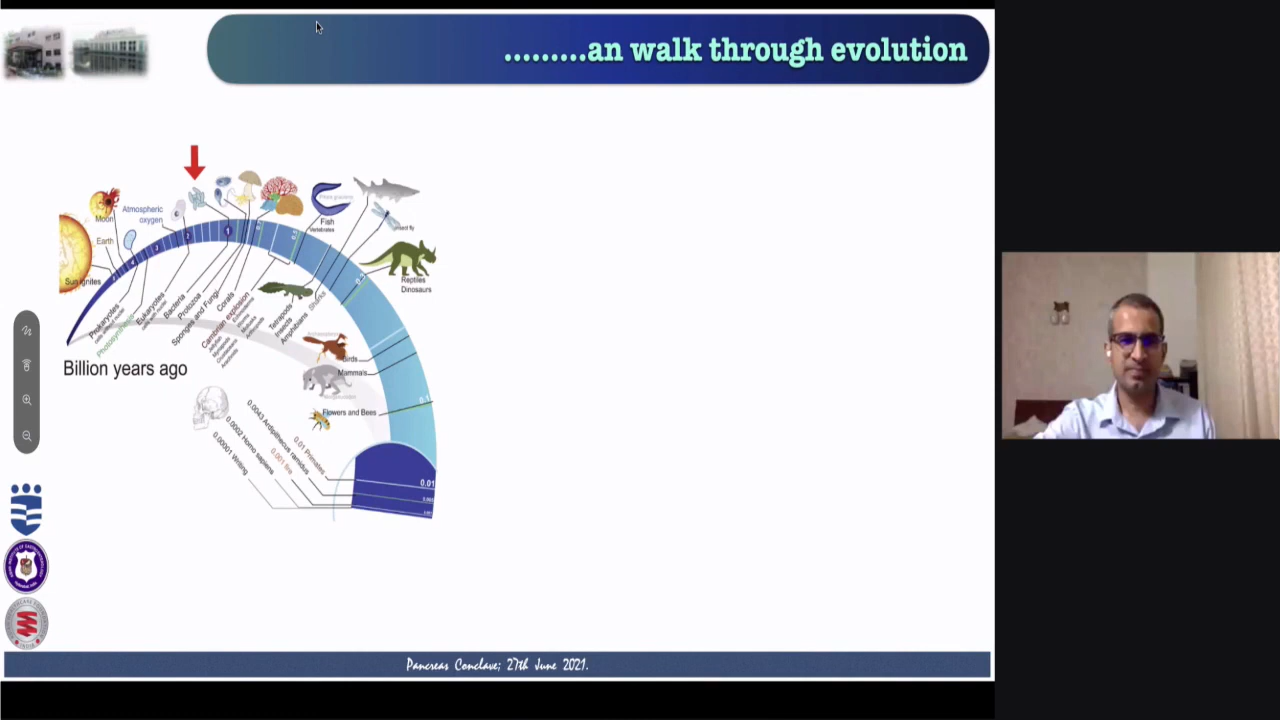 .........an walk through evolution
Moon
Atmospheric
oxygen
Earth
Sun ignites
Fish
Vertebrates
Reptiles
Dinosaurs
Prokaryotes
Photosynthesis
Eukaryotes
Bacteria
Protozoa
Sponges and Fungi
Corals
Cambrian explosion
Tetrapods
Insects
Amphibians
Sharks
Birds
Mammals
Flowers and Bees
Billion years ago
0.01 Primates
0.0043 Ardipithecus ramidus
0.001 fire
0.0002 Homo sapiens
0.00001 Writing
0.1
0.01
Pancreas Conclave; 27th June 2021.